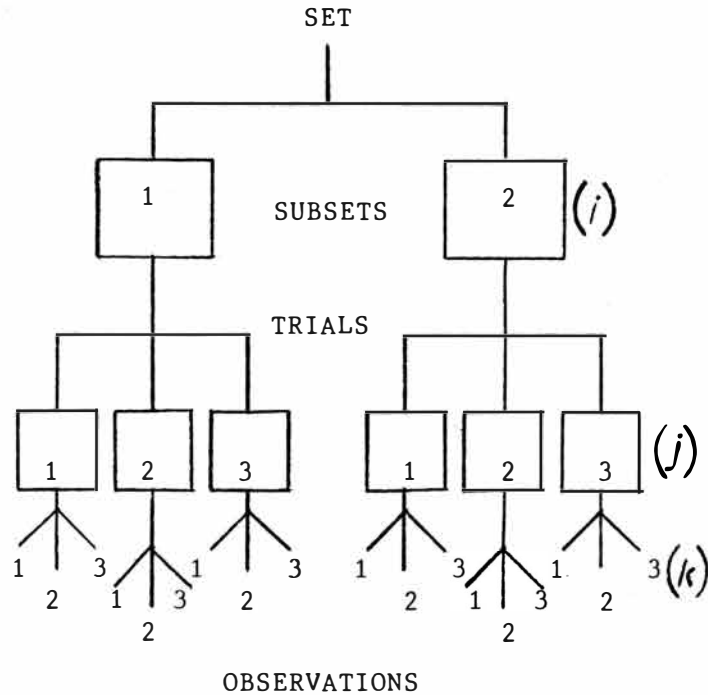 SET
1 2 (i)
SUBSETS
TRIALS
1 2 3 1 2 3 (j)
1 3 1 3 1 3 1 3 1 3 1 3 (k)
2 2 2 2 2 2
OBSERVATIONS